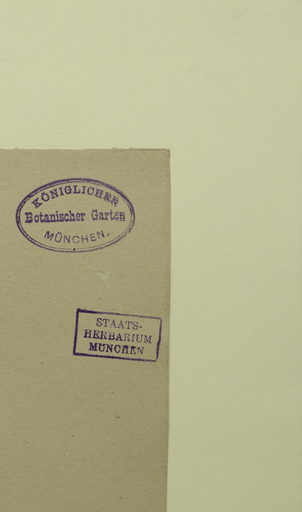 KÖNIGLICHER
Botanischer Garten
MÜNCHEN.
STAATS-
HERBARIUM
MÜNCHEN